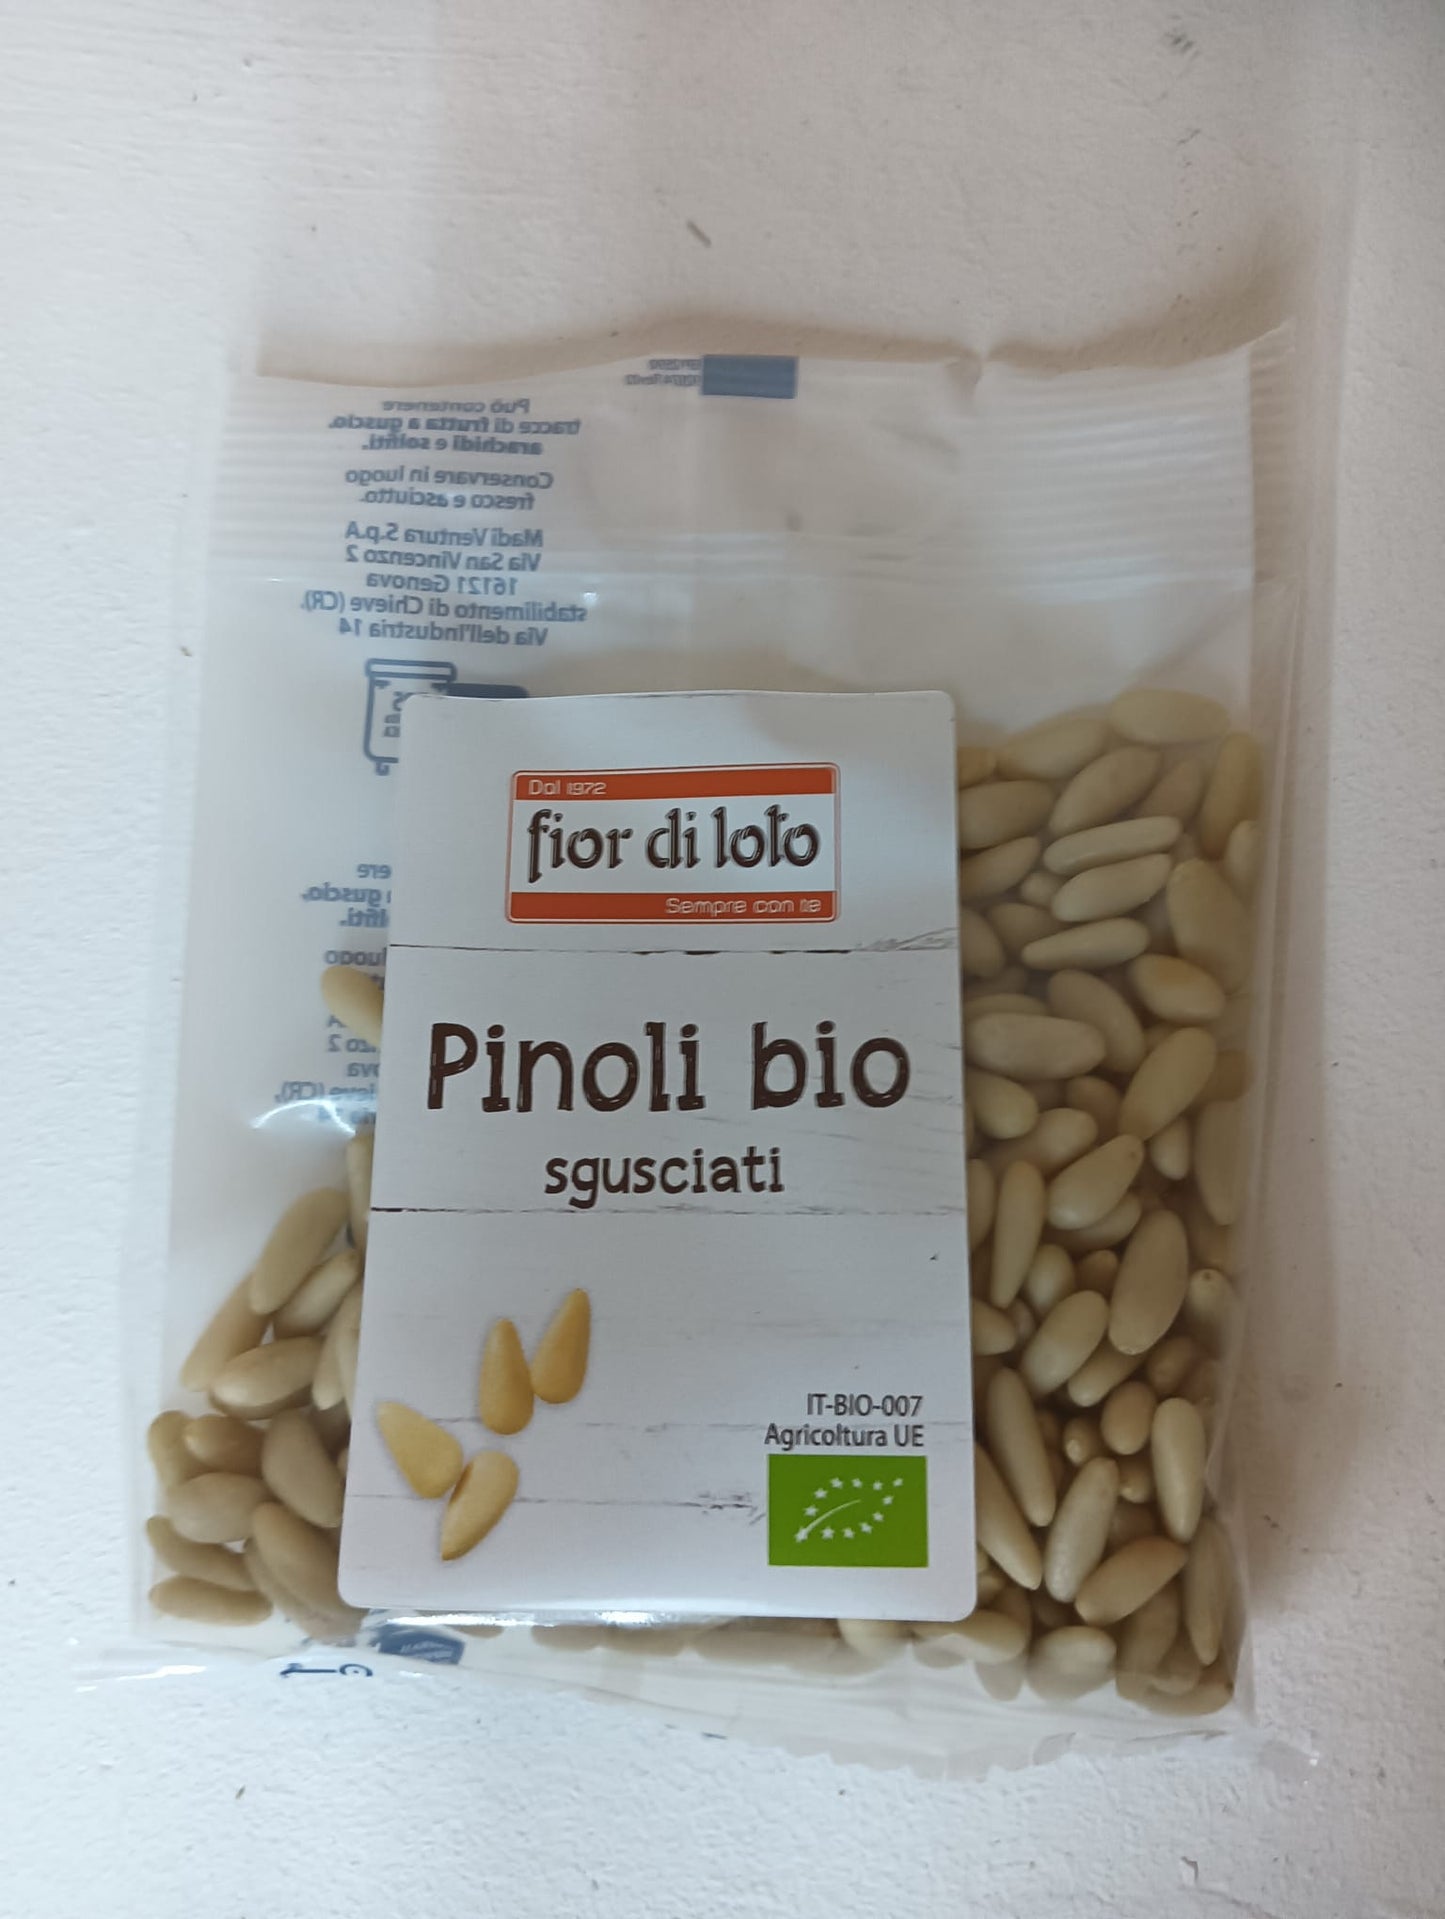 Può contenere
tracce di frutta a guscio,
arachidi e solfiti.
Conservare in luogo
fresco e asciutto.
Madi Ventura S.p.A
Via San Vincenzo 2
16121 Genova
stabilimento di Chieve (CR),
Via dell'Industria 14
Dal 1972
fior di loto
Sempre con te
Pinoli bio
sgusciati
IT-BIO-007
Agricoltura UE